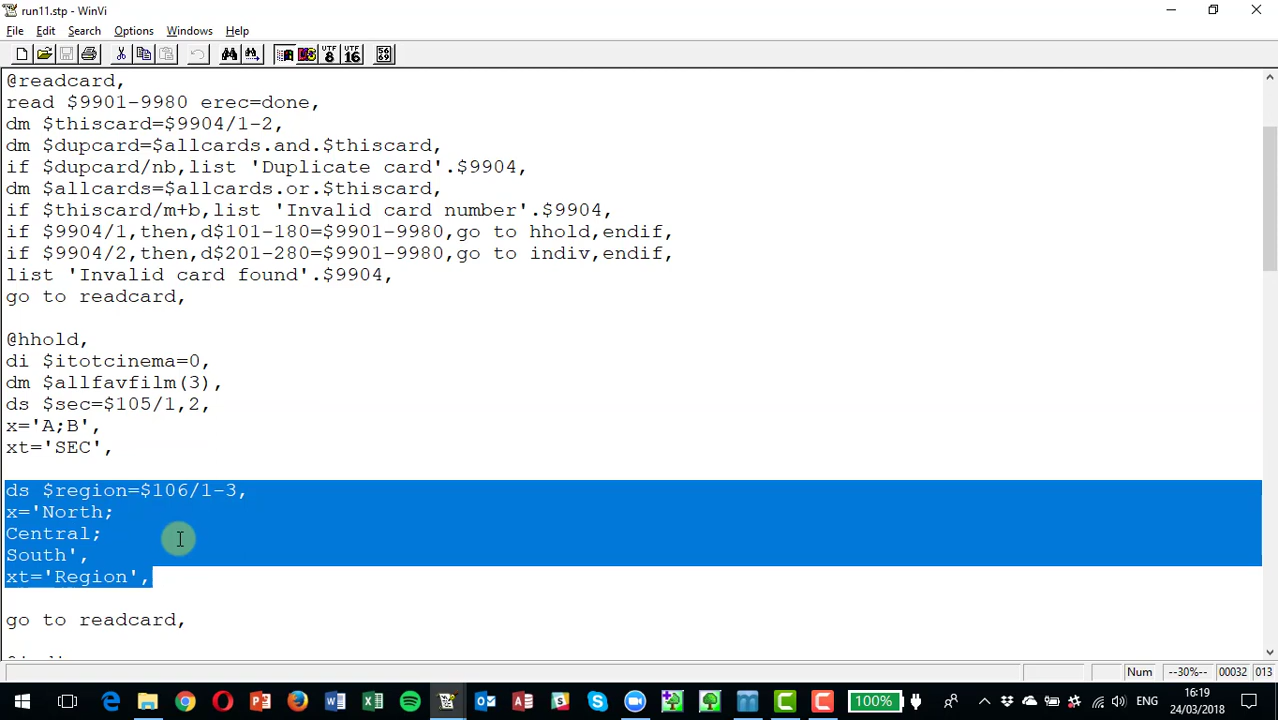 run11.stp - WinVi
File Edit Search Options Windows Help
UTF 8 UTF 16
@readcard,
read $9901-9980 erec=done,
dm $thiscard=$9904/1-2,
dm $dupcard=$allcards.and.$thiscard,
if $dupcard/nb,list 'Duplicate card'.$9904,
dm $allcards=$allcards.or.$thiscard,
if $thiscard/m+b,list 'Invalid card number'.$9904,
if $9904/1,then,d$101-180=$9901-9980,go to hhold,endif,
if $9904/2,then,d$201-280=$9901-9980,go to indiv,endif,
list 'Invalid card found'.$9904,
go to readcard,
@hhold,
di $itotcinema=0,
dm $allfavfilm(3),
ds $sec=$105/1,2,
x='A;B',
xt='SEC',
ds $region=$106/1-3,
x='North;
Central;
South',
xt='Region',
go to readcard,
Num --30%-- 00032 013
100% ENG 16:19
24/03/2018